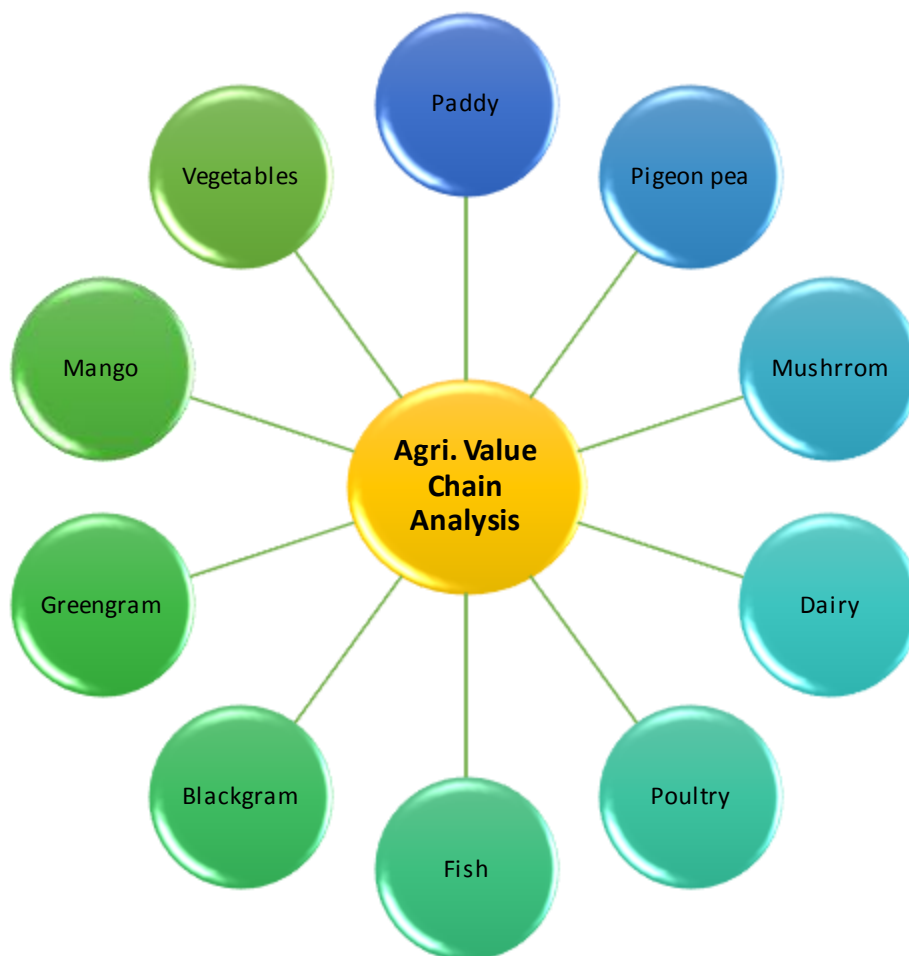 Paddy
Pigeon pea
Mushrrom
Dairy
Poultry
Fish
Blackgram
Greengram
Mango
Vegetables
Agri. Value
Chain
Analysis